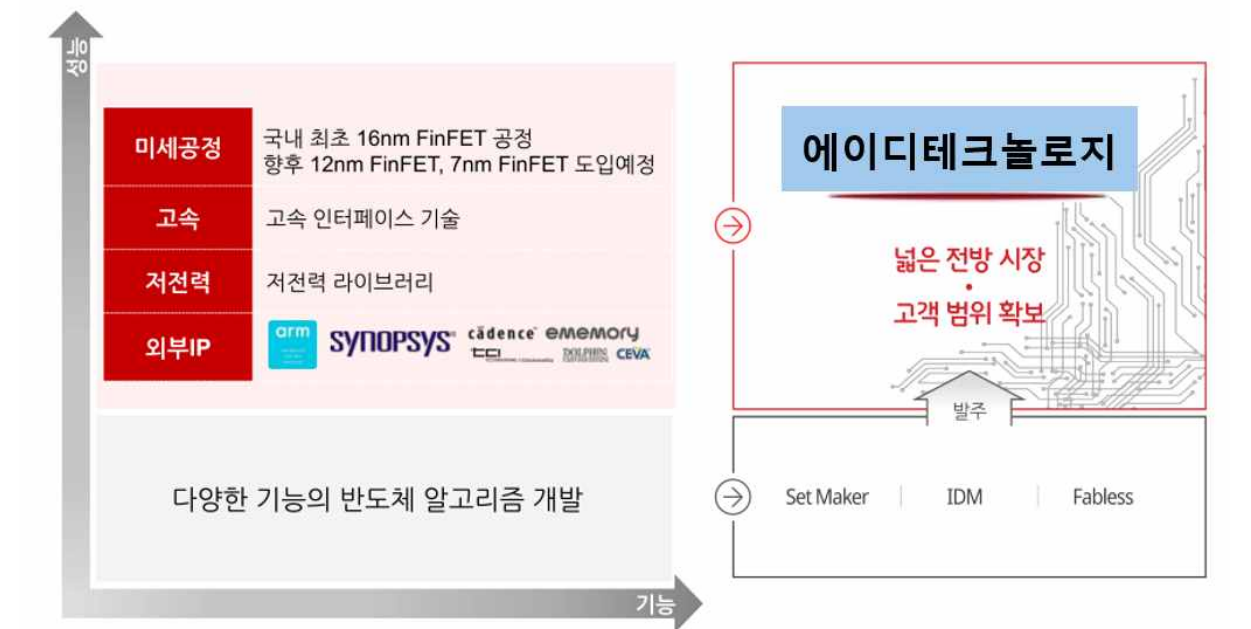 성능
미세공정
국내 최초 16nm FinFET 공정
향후 12nm FinFET, 7nm FinFET 도입예정
고속
고속 인터페이스 기술
저전력
저전력 라이브러리
외부IP
arm
SYNOPSYS
cādence
ememory
tci
DOLPHIN
CEVA
다양한 기능의 반도체 알고리즘 개발
기능
에이디테크놀로지
넓은 전방 시장
•
고객 범위 확보
발주
Set Maker | IDM | Fabless